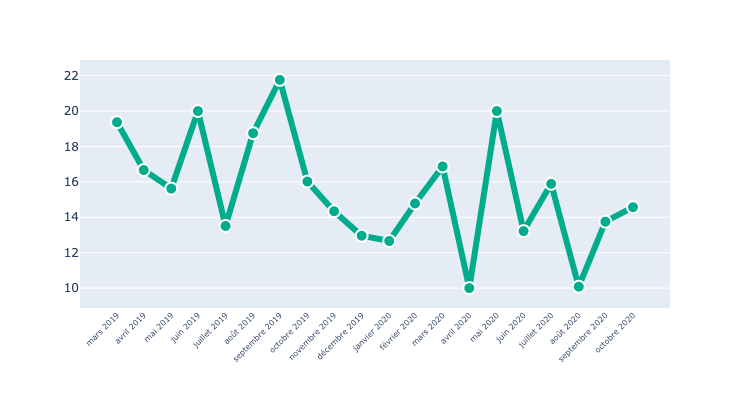 22
20
18
16
14
12
10
mars 2019
avril 2019
mai 2019
juin 2019
juillet 2019
août 2019
septembre 2019
octobre 2019
novembre 2019
décembre 2019
janvier 2020
février 2020
mars 2020
avril 2020
mai 2020
juin 2020
juillet 2020
août 2020
septembre 2020
octobre 2020